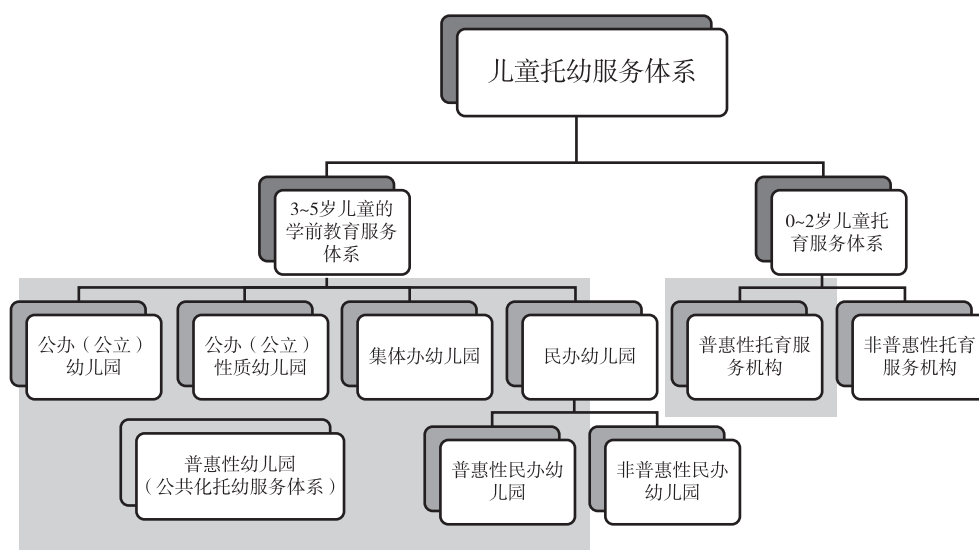 儿童托幼服务体系
3~5岁儿童的
学前教育服务
体系
0~2岁儿童托
育服务体系
公办（公立）
幼儿园
公办（公立）
性质幼儿园
集体办幼儿园
民办幼儿园
普惠性托育服
务机构
非普惠性托育
服务机构
普惠性幼儿园
（公共化托幼服务体系）
普惠性民办幼
儿园
非普惠性民办
幼儿园